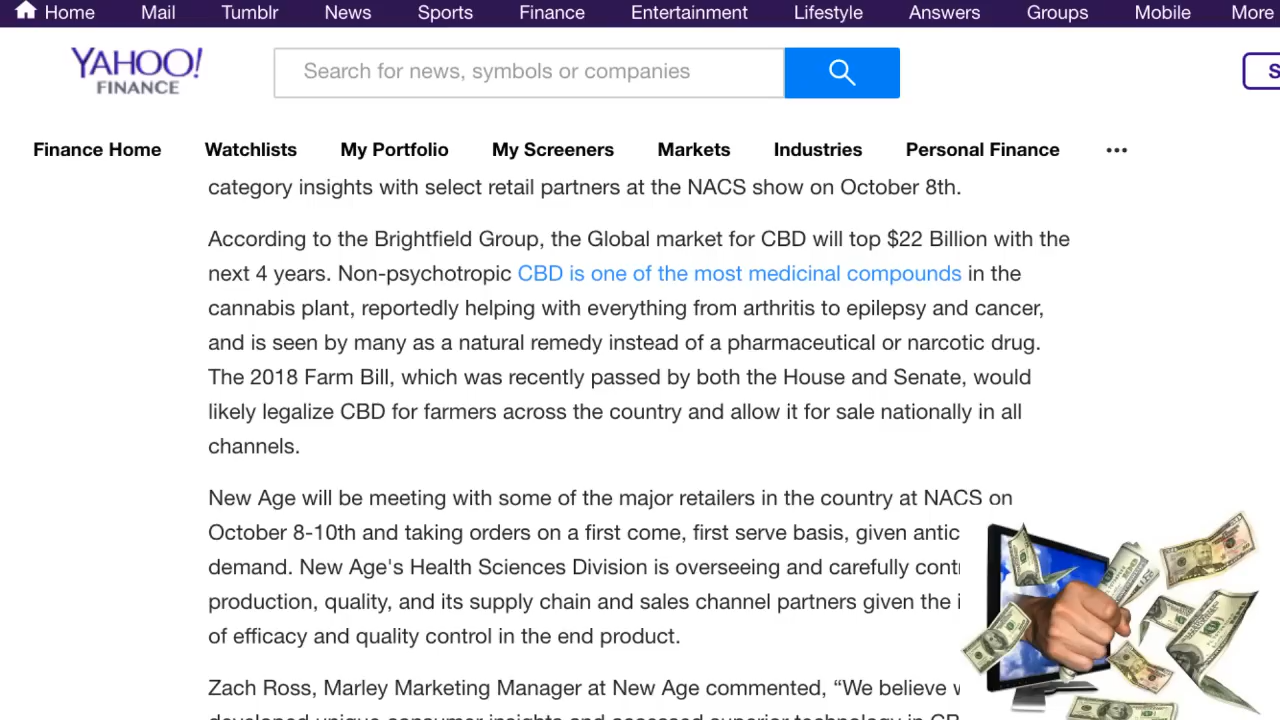 Home Mail Tumblr News Sports Finance Entertainment Lifestyle Answers Groups Mobile More
YAHOO!
FINANCE
Search for news, symbols or companies
S
Finance Home Watchlists My Portfolio My Screeners Markets Industries Personal Finance •••
category insights with select retail partners at the NACS show on October 8th.
According to the Brightfield Group, the Global market for CBD will top $22 Billion with the
next 4 years. Non-psychotropic CBD is one of the most medicinal compounds in the
cannabis plant, reportedly helping with everything from arthritis to epilepsy and cancer,
and is seen by many as a natural remedy instead of a pharmaceutical or narcotic drug.
The 2018 Farm Bill, which was recently passed by both the House and Senate, would
likely legalize CBD for farmers across the country and allow it for sale nationally in all
channels.
New Age will be meeting with some of the major retailers in the country at NACS on
October 8-10th and taking orders on a first come, first serve basis, given antic
demand. New Age's Health Sciences Division is overseeing and carefully contr
production, quality, and its supply chain and sales channel partners given the i
of efficacy and quality control in the end product.
Zach Ross, Marley Marketing Manager at New Age commented, “We believe
developed unique consumer insights and accessed superior technology in CB